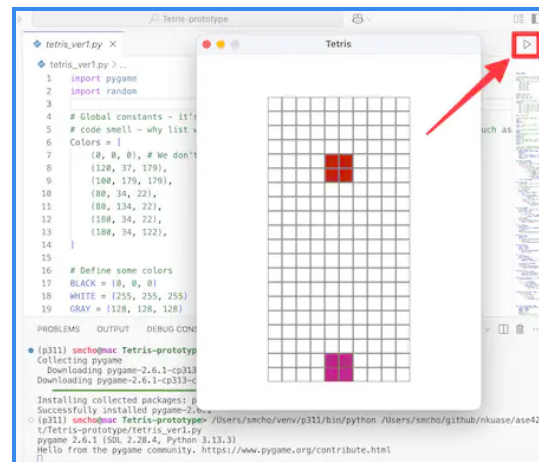 Tetris-prototype
tetris_ver1.py
Tetris
tetris_ver1.py > ...
1 import pygame
2 import random
3
4 # Global constants - it's
5 # code smell - why list uch as
6 Colors = [
7 (0, 0, 0), # We don't
8 (120, 37, 179),
9 (100, 179, 179),
10 (80, 34, 22),
11 (80, 134, 22),
12 (180, 34, 22),
13 (180, 34, 122),
14 ]
15
16 # Define some colors
17 BLACK = (0, 0, 0)
18 WHITE = (255, 255, 255)
19 GRAY = (128, 128, 128)
PROBLEMS OUTPUT DEBUG CONS
(p311) smcho@mac Tetris-prototype
Collecting pygame
Downloading pygame-2.6.1-cp313
Downloading pygame-2.6.1-cp313-c
Installing collected packages: p
Successfully installed pygame-2.6.1
(p311) smcho@mac Tetris-prototype> /Users/smcho/venv/p311/bin/python /Users/smcho/github/nkuase/ase42
t/Tetris-prototype/tetris_ver1.py
pygame 2.6.1 (SDL 2.28.4, Python 3.13.3)
Hello from the pygame community. https://www.pygame.org/contribute.html